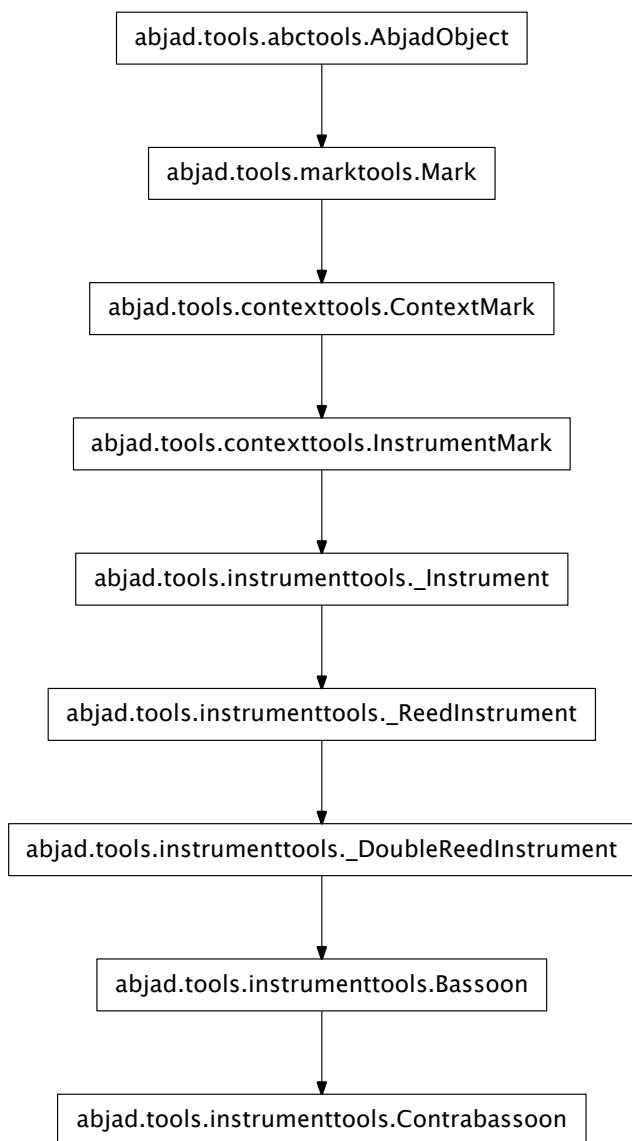 abjad.tools.abctools.AbjadObject
abjad.tools.marktools.Mark
abjad.tools.contexttools.ContextMark
abjad.tools.contexttools.InstrumentMark
abjad.tools.instrumenttools._Instrument
abjad.tools.instrumenttools._ReedInstrument
abjad.tools.instrumenttools._DoubleReedInstrument
abjad.tools.instrumenttools.Bassoon
abjad.tools.instrumenttools.Contrabassoon